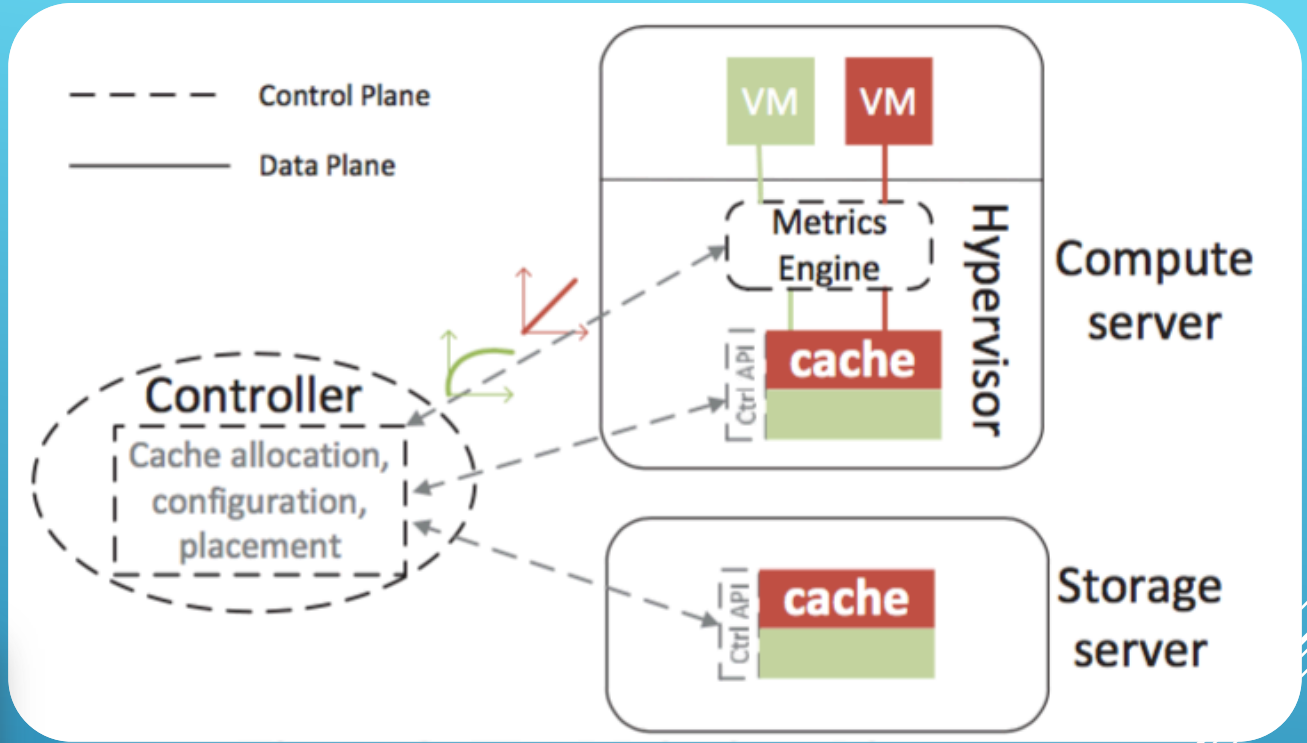 Control Plane
Data Plane
VM
VM
Metrics
Engine
Hypervisor
Ctrl API
cache
Compute
server
Controller
Cache allocation,
configuration,
placement
Ctrl API
cache
Storage
server